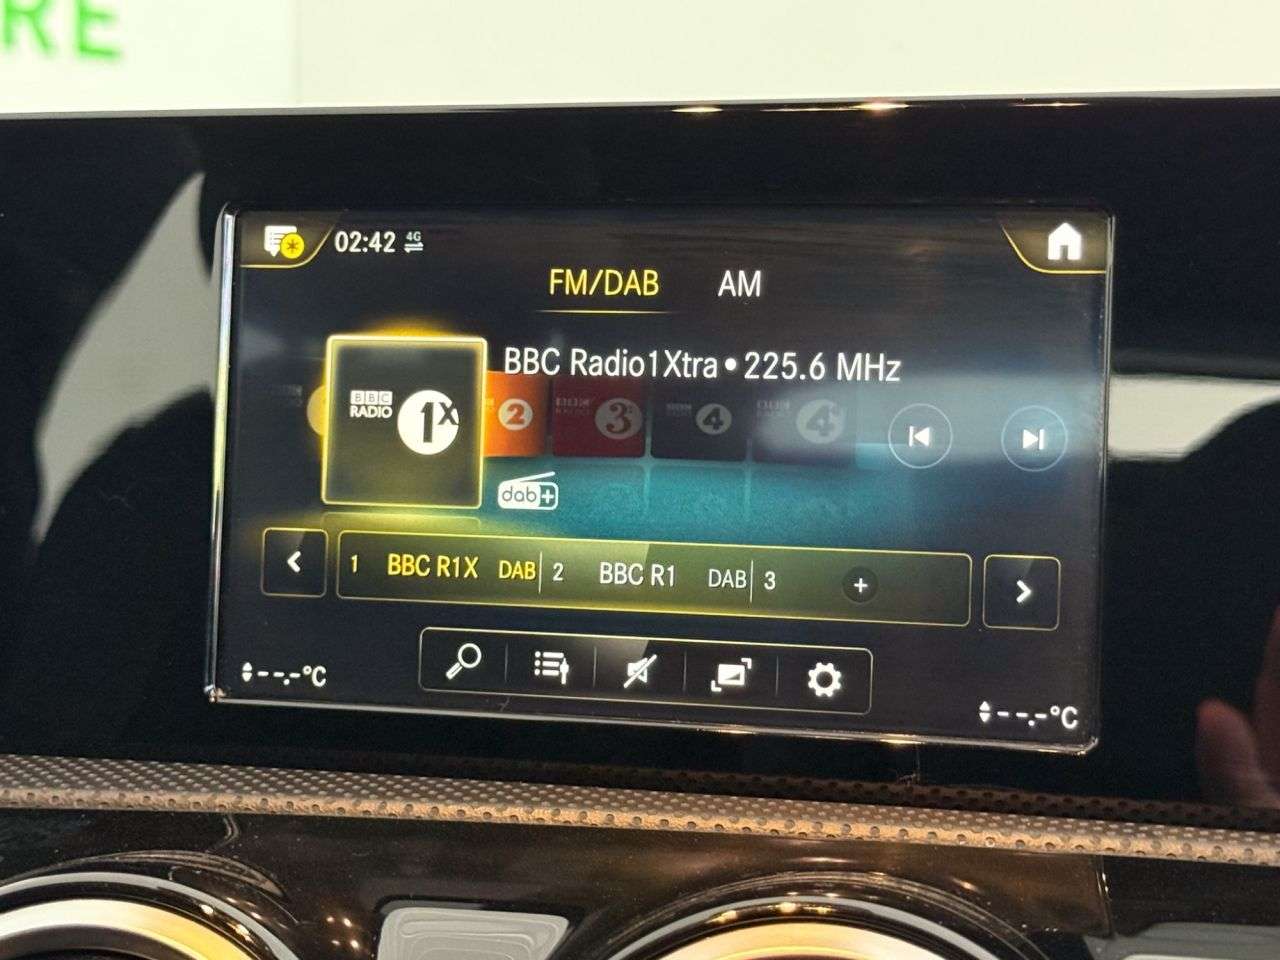 RE
02:42 4G
FM/DAB AM
BBC Radio1Xtra • 225.6 MHz
BBC
RADIO 1X
2
3
4
4
dab+
1 BBC R1X DAB 2 BBC R1 DAB 3 +
--.-°C
--.-°C